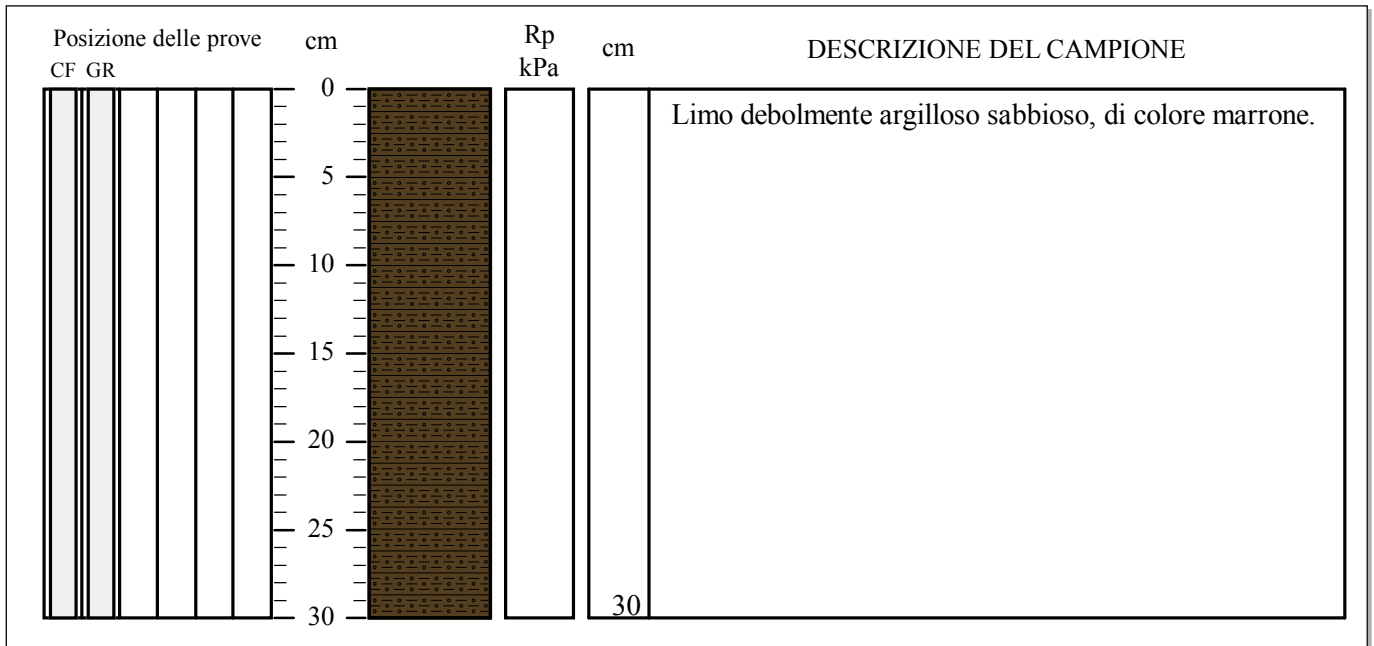 Posizione delle prove
cm
Rp
kPa
cm
DESCRIZIONE DEL CAMPIONE
CF GR
0
5
10
15
20
25
30
30
Limo debolmente argilloso sabbioso, di colore marrone.